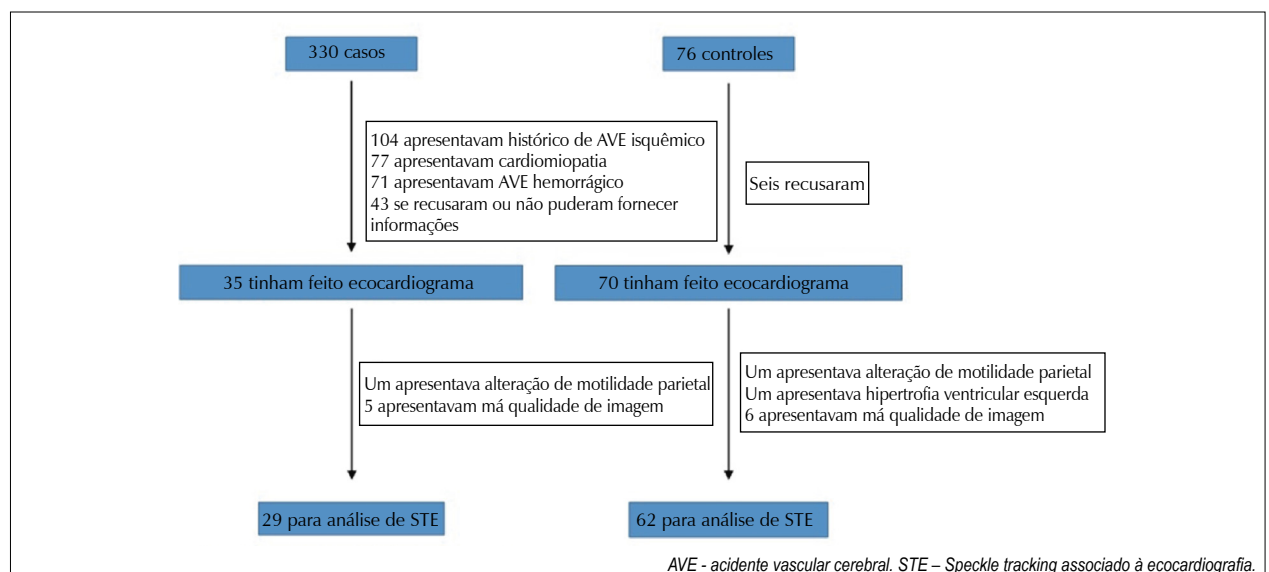 330 casos
76 controles
104 apresentavam histórico de AVE isquêmico
77 apresentavam cardiomiopatia
71 apresentavam AVE hemorrágico
43 se recusaram ou não puderam fornecer
informações
Seis recusaram
35 tinham feito ecocardiograma
70 tinham feito ecocardiograma
Um apresentava alteração de motilidade parietal
5 apresentavam má qualidade de imagem
Um apresentava alteração de motilidade parietal
Um apresentava hipertrofia ventricular esquerda
6 apresentavam má qualidade de imagem
29 para análise de STE
62 para análise de STE
AVE - acidente vascular cerebral. STE – Speckle tracking associado à ecocardiografia.